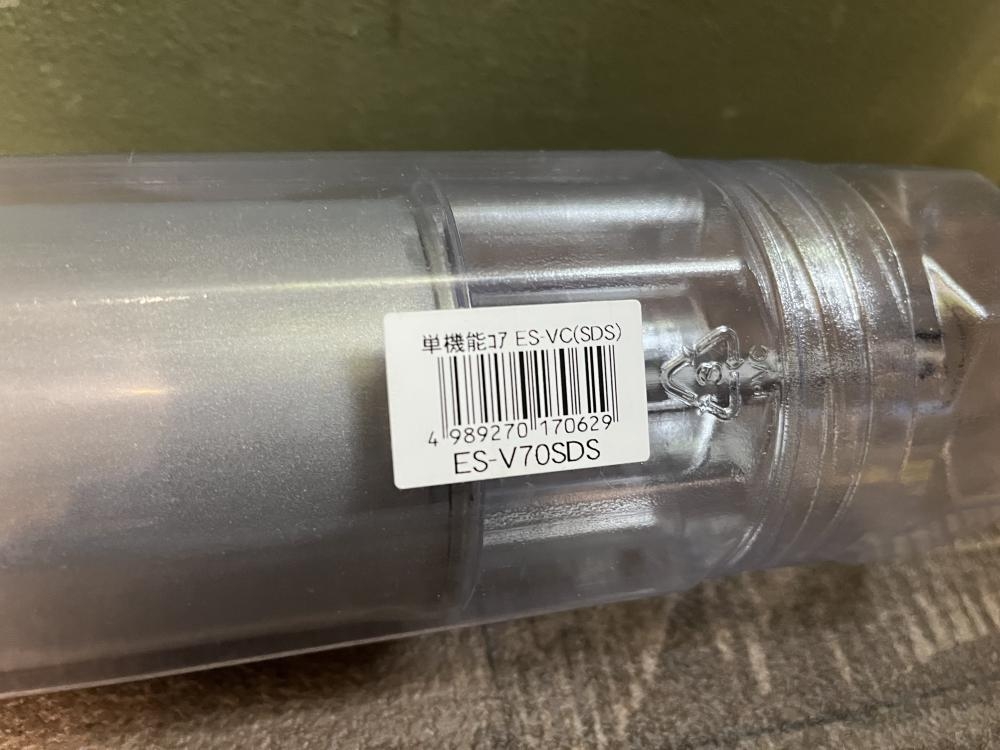 単機能ｺｱ ES-VC(SDS)
4 989270 170629
ES-V70SDS